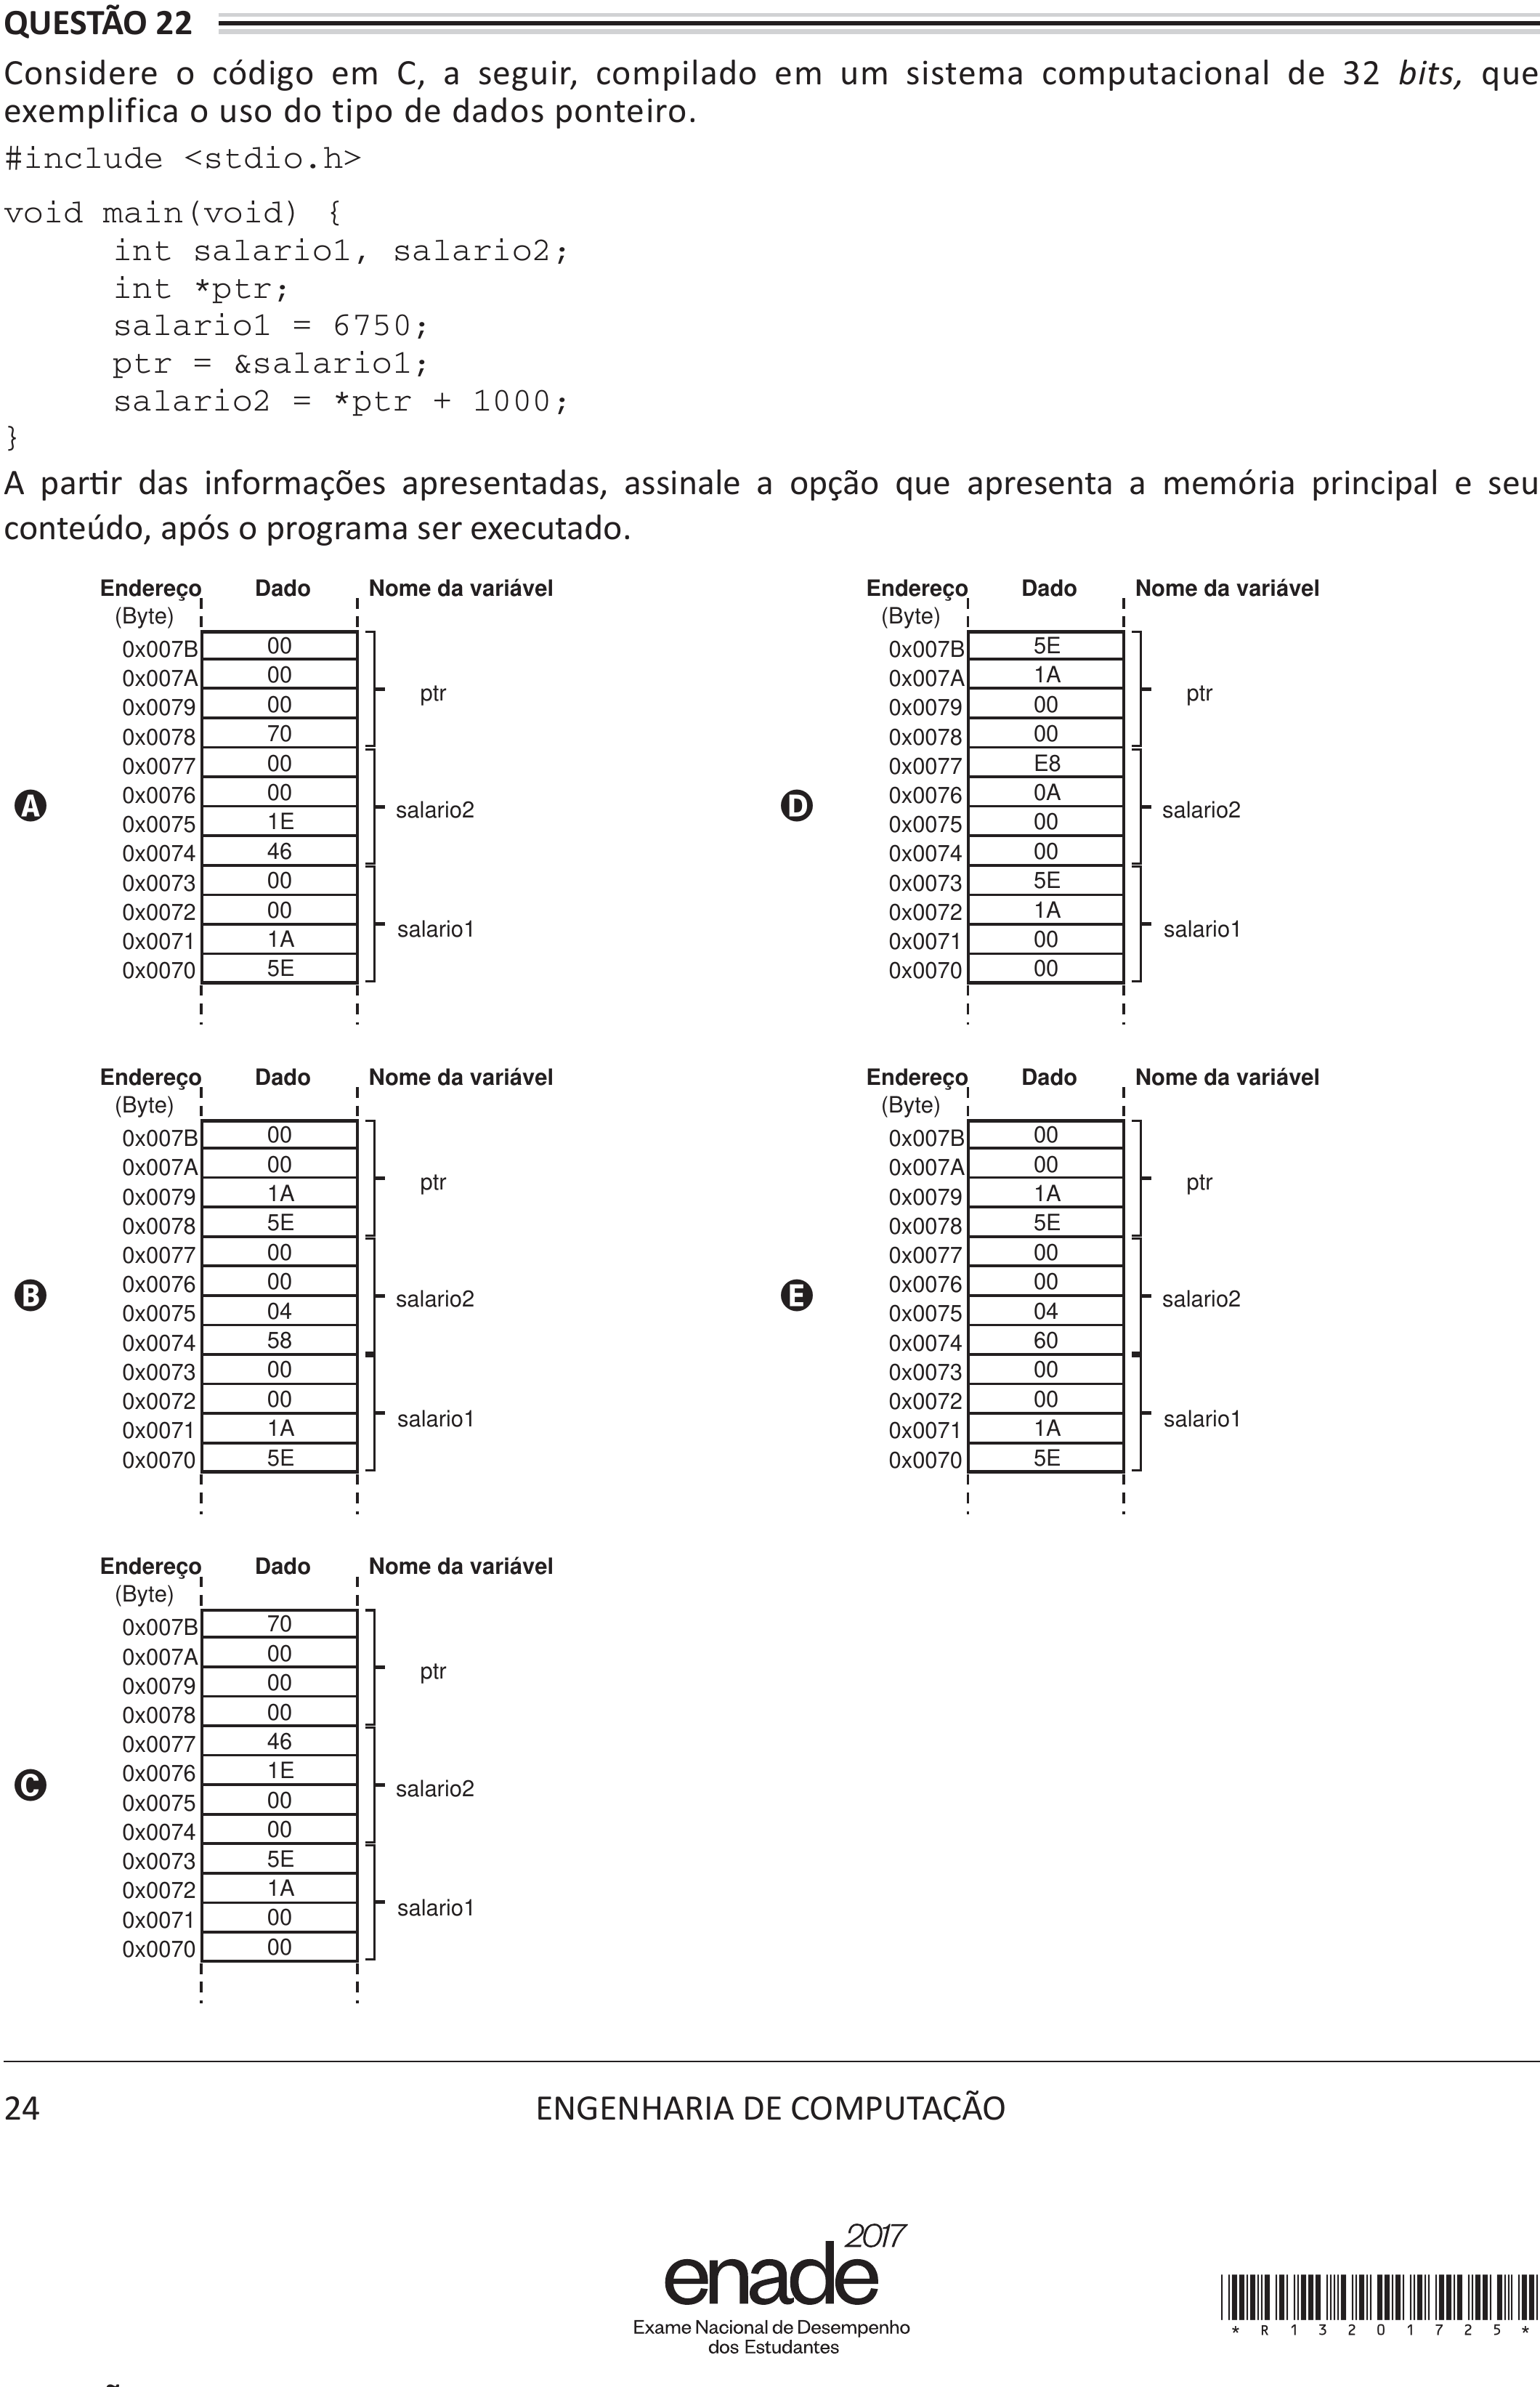 QUESTÃO 22
Considere o código em C, a seguir, compilado em um sistema computacional de 32 bits, que
exemplifica o uso do tipo de dados ponteiro.
#include <stdio.h>
void main(void) {
int salario1, salario2;
int *ptr;
salario1 = 6750;
ptr = &salario1;
salario2 = *ptr + 1000;
}
A partir das informações apresentadas, assinale a opção que apresenta a memória principal e seu
conteúdo, após o programa ser executado.
A
Endereço Dado Nome da variável
(Byte)
0x007B 00
0x007A 00
ptr
0x0079 00
0x0078 70
0x0077 00
0x0076 00
salario2
0x0075 1E
0x0074 46
0x0073 00
0x0072 00
salario1
0x0071 1A
0x0070 5E
B
Endereço Dado Nome da variável
(Byte)
0x007B 00
0x007A 00
ptr
0x0079 1A
0x0078 5E
0x0077 00
0x0076 00
salario2
0x0075 04
0x0074 58
0x0073 00
0x0072 00
salario1
0x0071 1A
0x0070 5E
C
Endereço Dado Nome da variável
(Byte)
0x007B 70
0x007A 00
ptr
0x0079 00
0x0078 00
0x0077 46
0x0076 1E
salario2
0x0075 00
0x0074 00
0x0073 5E
0x0072 1A
salario1
0x0071 00
0x0070 00
D
Endereço Dado Nome da variável
(Byte)
0x007B 5E
0x007A 1A
ptr
0x0079 00
0x0078 00
0x0077 E8
0x0076 0A
salario2
0x0075 00
0x0074 00
0x0073 5E
0x0072 1A
salario1
0x0071 00
0x0070 00
E
Endereço Dado Nome da variável
(Byte)
0x007B 00
0x007A 00
ptr
0x0079 1A
0x0078 5E
0x0077 00
0x0076 00
salario2
0x0075 04
0x0074 60
0x0073 00
0x0072 00
salario1
0x0071 1A
0x0070 5E
24
ENGENHARIA DE COMPUTAÇÃO
2017
enade
Exame Nacional de Desempenho
dos Estudantes
* R 1 3 2 0 1 7 2 5 *